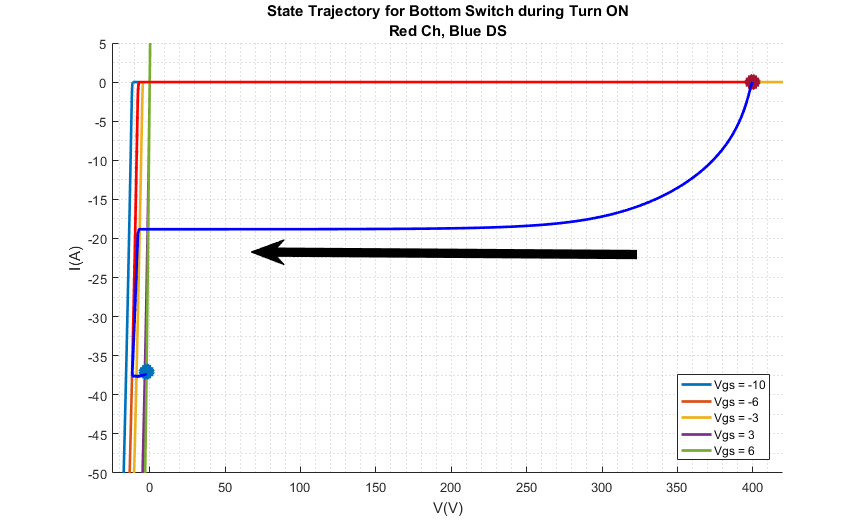 State Trajectory for Bottom Switch during Turn ON
Red Ch, Blue DS
5
0
-5
-10
-15
-20
-25
-30
-35
-40
-45
-50
I(A)
0
50
100
150
200
250
300
350
400
V(V)
Vgs = -10
Vgs = -6
Vgs = -3
Vgs = 3
Vgs = 6